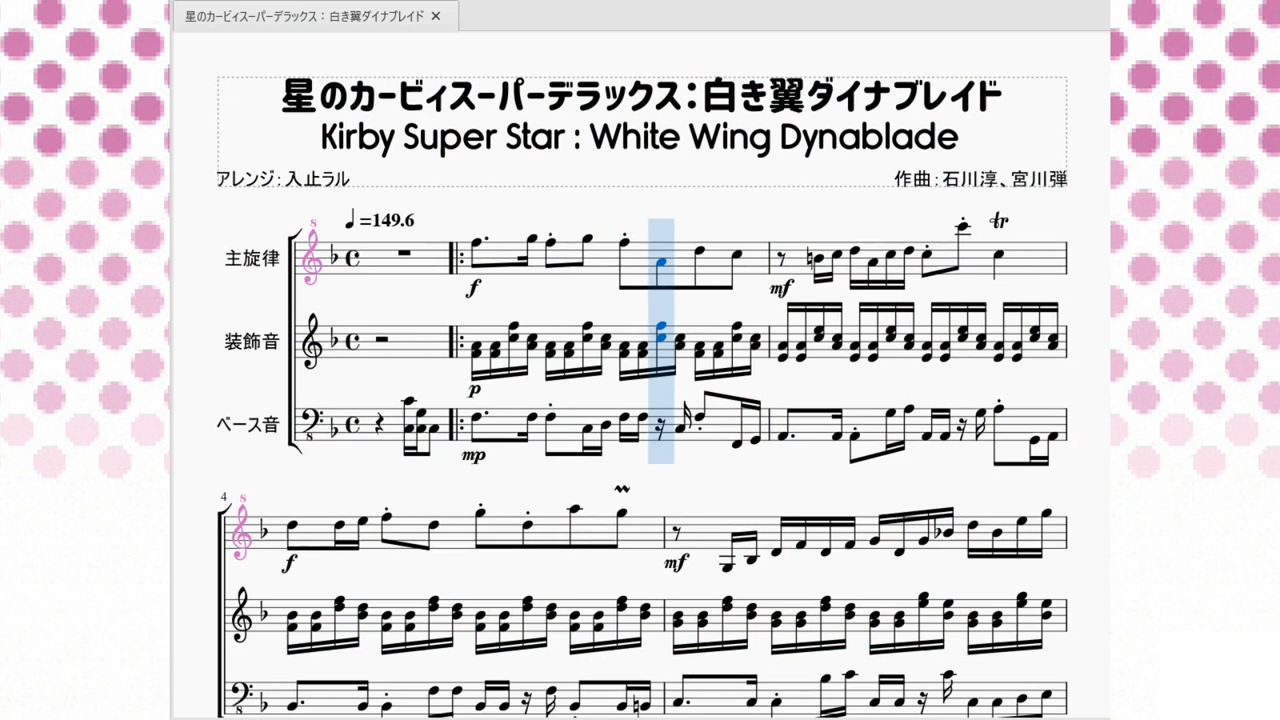 星のカービィスーパーデラックス：白き翼ダイナブレイド ×
星のカービィスーパーデラックス：白き翼ダイナブレイド
Kirby Super Star : White Wing Dynablade
アレンジ：入止ラル
作曲：石川淳、宮川弾
=149.6
8
主旋律
f
mf
tr
装飾音
p
ベース音
8
mp
4
8
f
mf
8